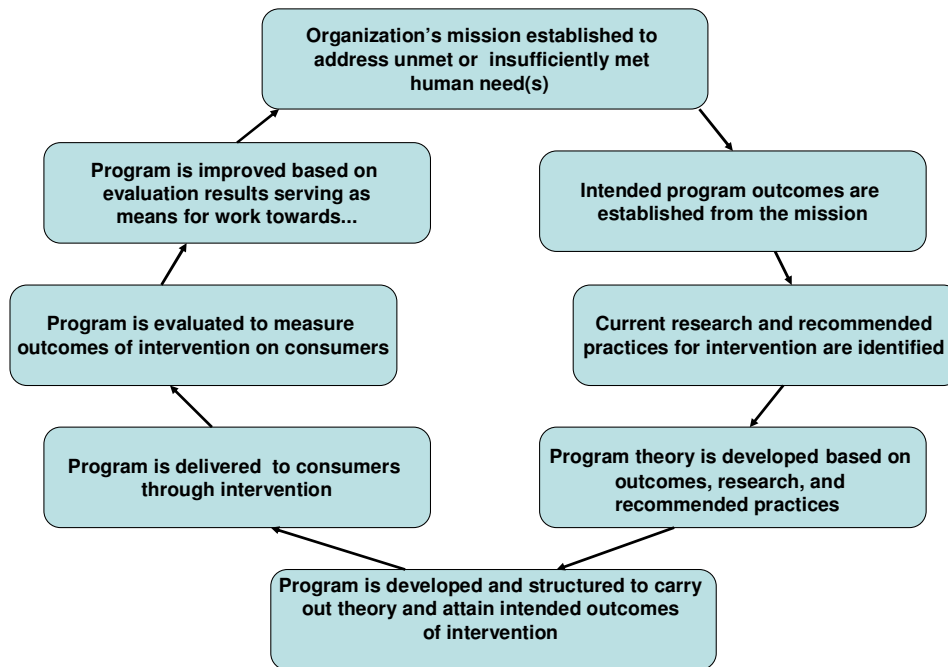 Organization's mission established to
address unmet or insufficiently met
human need(s)
Program is improved based on
evaluation results serving as
means for work towards...
Intended program outcomes are
established from the mission
Program is evaluated to measure
outcomes of intervention on consumers
Current research and recommended
practices for intervention are identified
Program is delivered to consumers
through intervention
Program theory is developed based on
outcomes, research, and
recommended practices
Program is developed and structured to carry
out theory and attain intended outcomes
of intervention